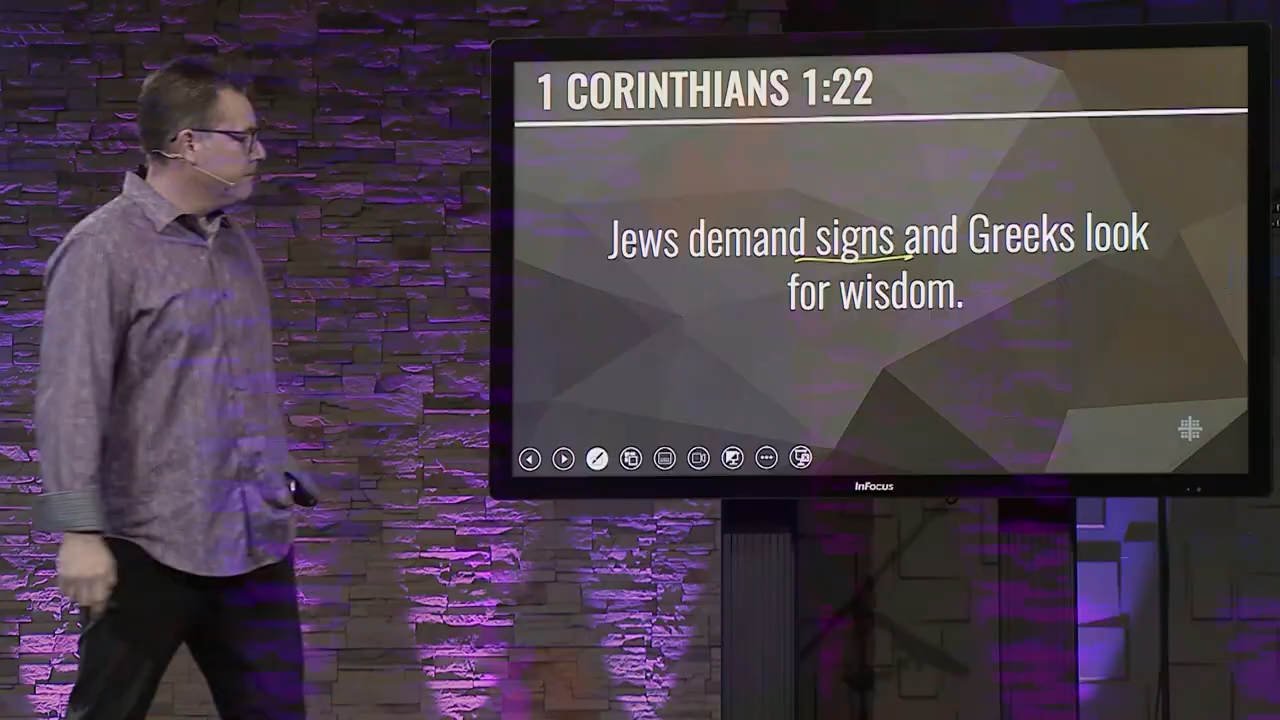 1 CORINTHIANS 1:22
Jews demand signs and Greeks look
for wisdom.
InFocus